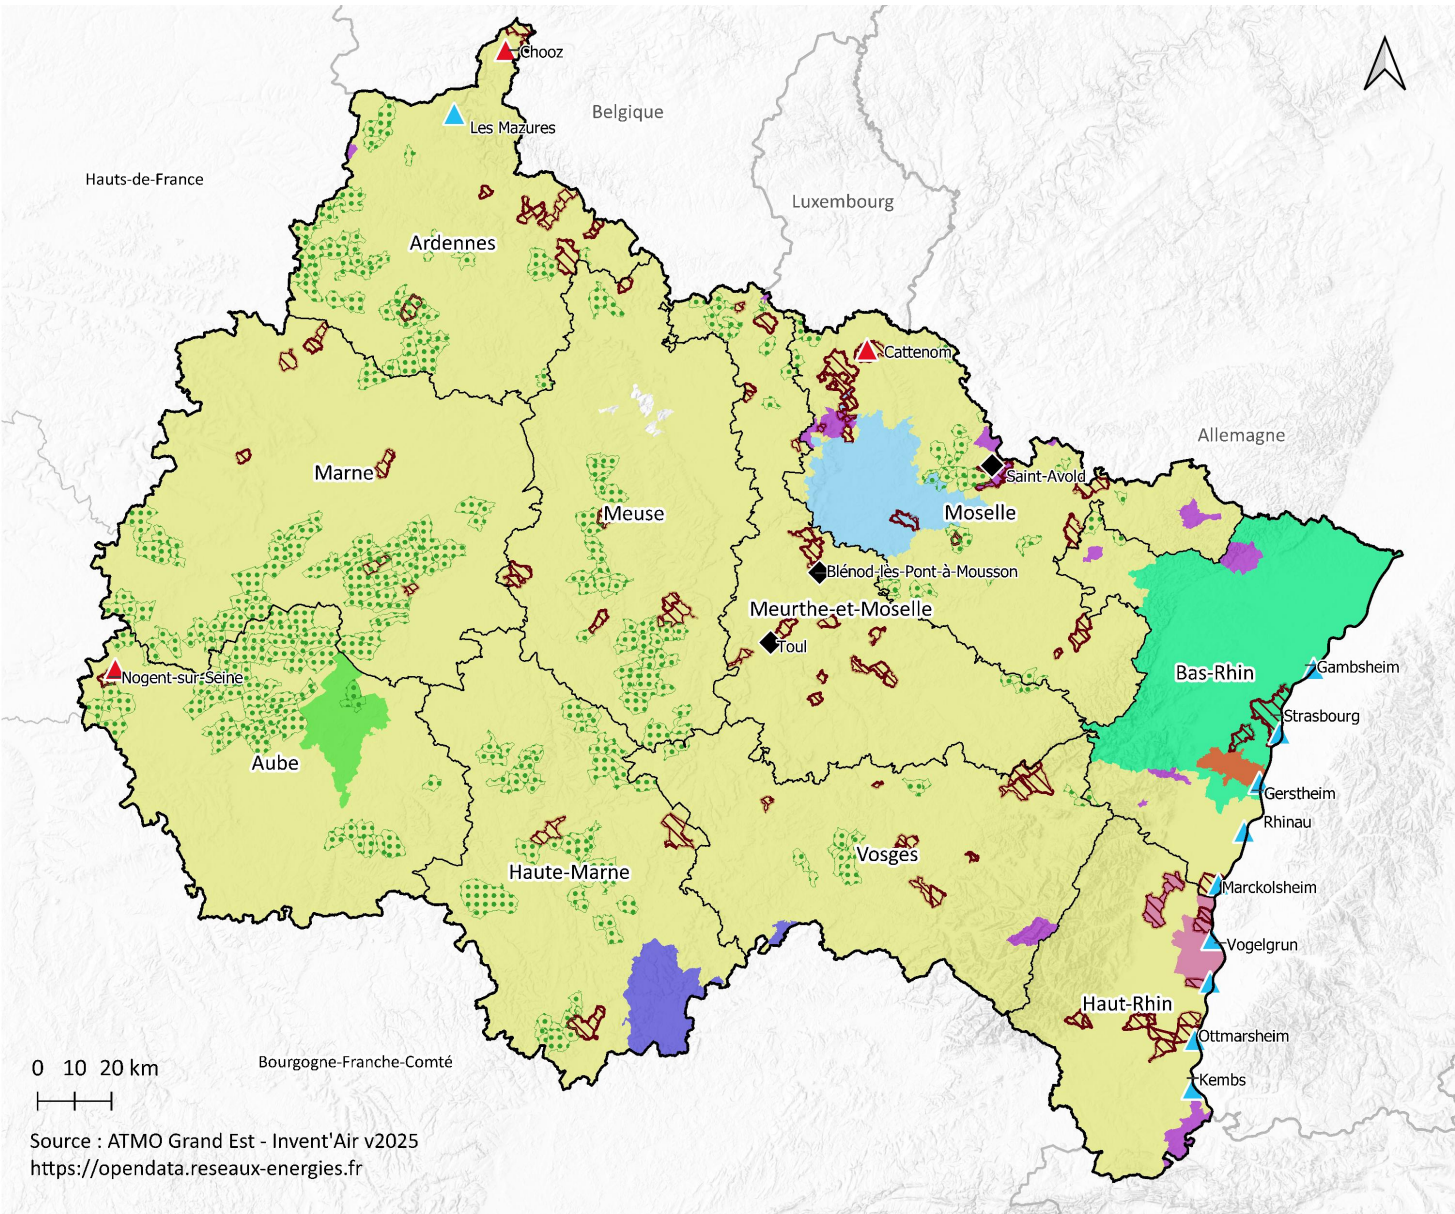 Chooz
Belgique
Les Mazures
Hauts-de-France
Luxembourg
Ardennes
Cattenom
Allemagne
Marne
Saint-Avold
Meuse
Moselle
Blénod-lès-Pont-à-Mousson
Meurthe-et-Moselle
Toul
Gambsheim
Bas-Rhin
Nogent-sur-Seine
Strasbourg
Aube
Gerstheim
Rhinau
Vosges
Haute-Marne
Marckolsheim
Vogelgrun
Haut-Rhin
Ottmarsheim
Bourgogne-Franche-Comté
0 10 20 km
Kembs
Source : ATMO Grand Est - Invent'Air v2025
https://opendata.reseaux-energies.fr